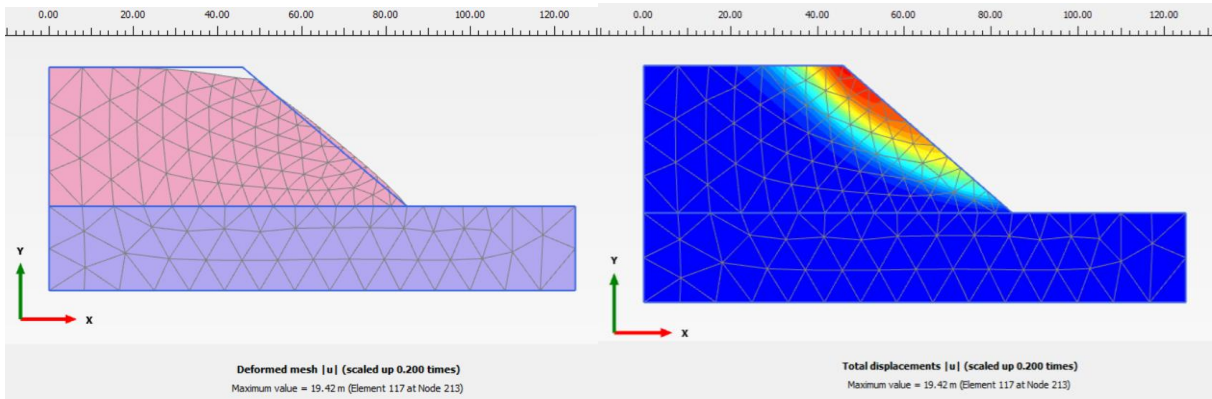 0.00 20.00 40.00 60.00 80.00 100.00 120.00
Y
X
Deformed mesh |u| (scaled up 0.200 times)
Maximum value = 19.42 m (Element 117 at Node 213)
0.00 20.00 40.00 60.00 80.00 100.00 120.00
Y
X
Total displacements |u| (scaled up 0.200 times)
Maximum value = 19.42 m (Element 117 at Node 213)